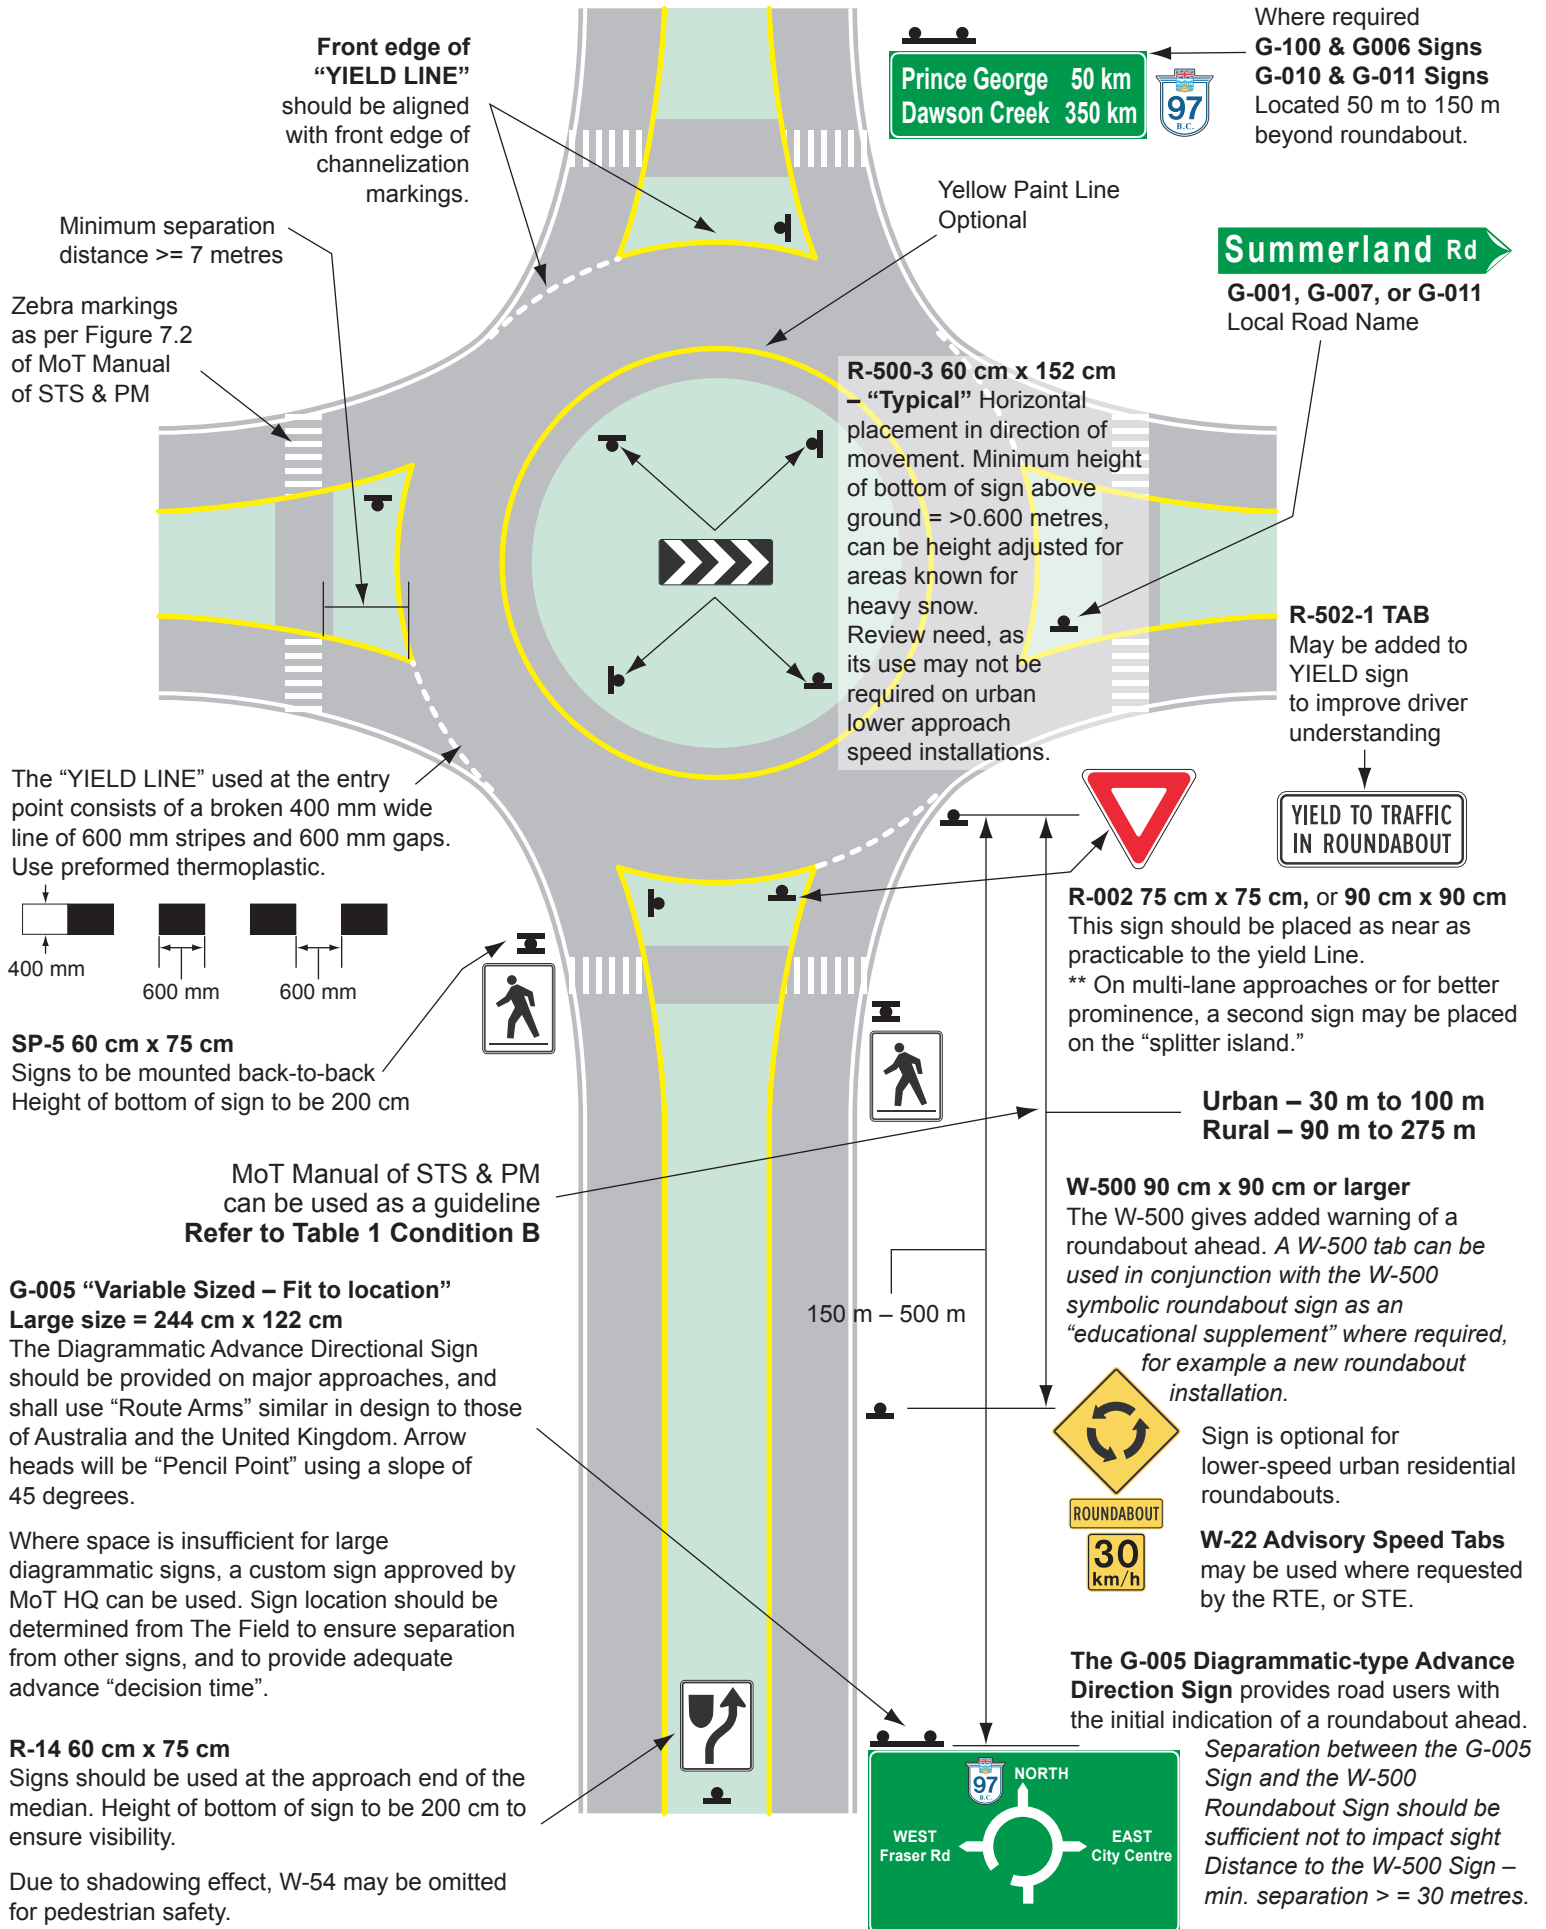 Front edge of
“YIELD LINE”
should be aligned
with front edge of
channelization
markings.
Prince George 50 km
Dawson Creek 350 km
97
B.C.
Where required
G-100 & G006 Signs
G-010 & G-011 Signs
Located 50 m to 150 m
beyond roundabout.
Minimum separation
distance >= 7 metres
Yellow Paint Line
Optional
Summerland Rd
G-001, G-007, or G-011
Local Road Name
Zebra markings
as per Figure 7.2
of MoT Manual
of STS & PM
R-500-3 60 cm x 152 cm
– “Typical” Horizontal
placement in direction of
movement. Minimum height
of bottom of sign above
ground = >0.600 metres,
can be height adjusted for
areas known for
heavy snow.
Review need, as
its use may not be
required on urban
lower approach
speed installations.
R-502-1 TAB
May be added to
YIELD sign
to improve driver
understanding
YIELD TO TRAFFIC
IN ROUNDABOUT
The “YIELD LINE” used at the entry
point consists of a broken 400 mm wide
line of 600 mm stripes and 600 mm gaps.
Use preformed thermoplastic.
400 mm
600 mm
600 mm
R-002 75 cm x 75 cm, or 90 cm x 90 cm
This sign should be placed as near as
practicable to the yield Line.
** On multi-lane approaches or for better
prominence, a second sign may be placed
on the “splitter island.”
SP-5 60 cm x 75 cm
Signs to be mounted back-to-back
Height of bottom of sign to be 200 cm
Urban – 30 m to 100 m
Rural – 90 m to 275 m
MoT Manual of STS & PM
can be used as a guideline
Refer to Table 1 Condition B
W-500 90 cm x 90 cm or larger
The W-500 gives added warning of a
roundabout ahead. A W-500 tab can be
used in conjunction with the W-500
symbolic roundabout sign as an
“educational supplement” where required,
for example a new roundabout
installation.
150 m – 500 m
G-005 “Variable Sized – Fit to location”
Large size = 244 cm x 122 cm
The Diagrammatic Advance Directional Sign
should be provided on major approaches, and
shall use “Route Arms” similar in design to those
of Australia and the United Kingdom. Arrow
heads will be “Pencil Point” using a slope of
45 degrees.
Where space is insufficient for large
diagrammatic signs, a custom sign approved by
MoT HQ can be used. Sign location should be
determined from The Field to ensure separation
from other signs, and to provide adequate
advance “decision time”.
Sign is optional for
lower-speed urban residential
roundabouts.
ROUNDABOUT
30
km/h
W-22 Advisory Speed Tabs
may be used where requested
by the RTE, or STE.
R-14 60 cm x 75 cm
Signs should be used at the approach end of the
median. Height of bottom of sign to be 200 cm to
ensure visibility.
Due to shadowing effect, W-54 may be omitted
for pedestrian safety.
The G-005 Diagrammatic-type Advance
Direction Sign provides road users with
the initial indication of a roundabout ahead.
Separation between the G-005
Sign and the W-500
Roundabout Sign should be
sufficient not to impact sight
Distance to the W-500 Sign –
min. separation > = 30 metres.
97
B.C.
NORTH
WEST
Fraser Rd
EAST
City Centre